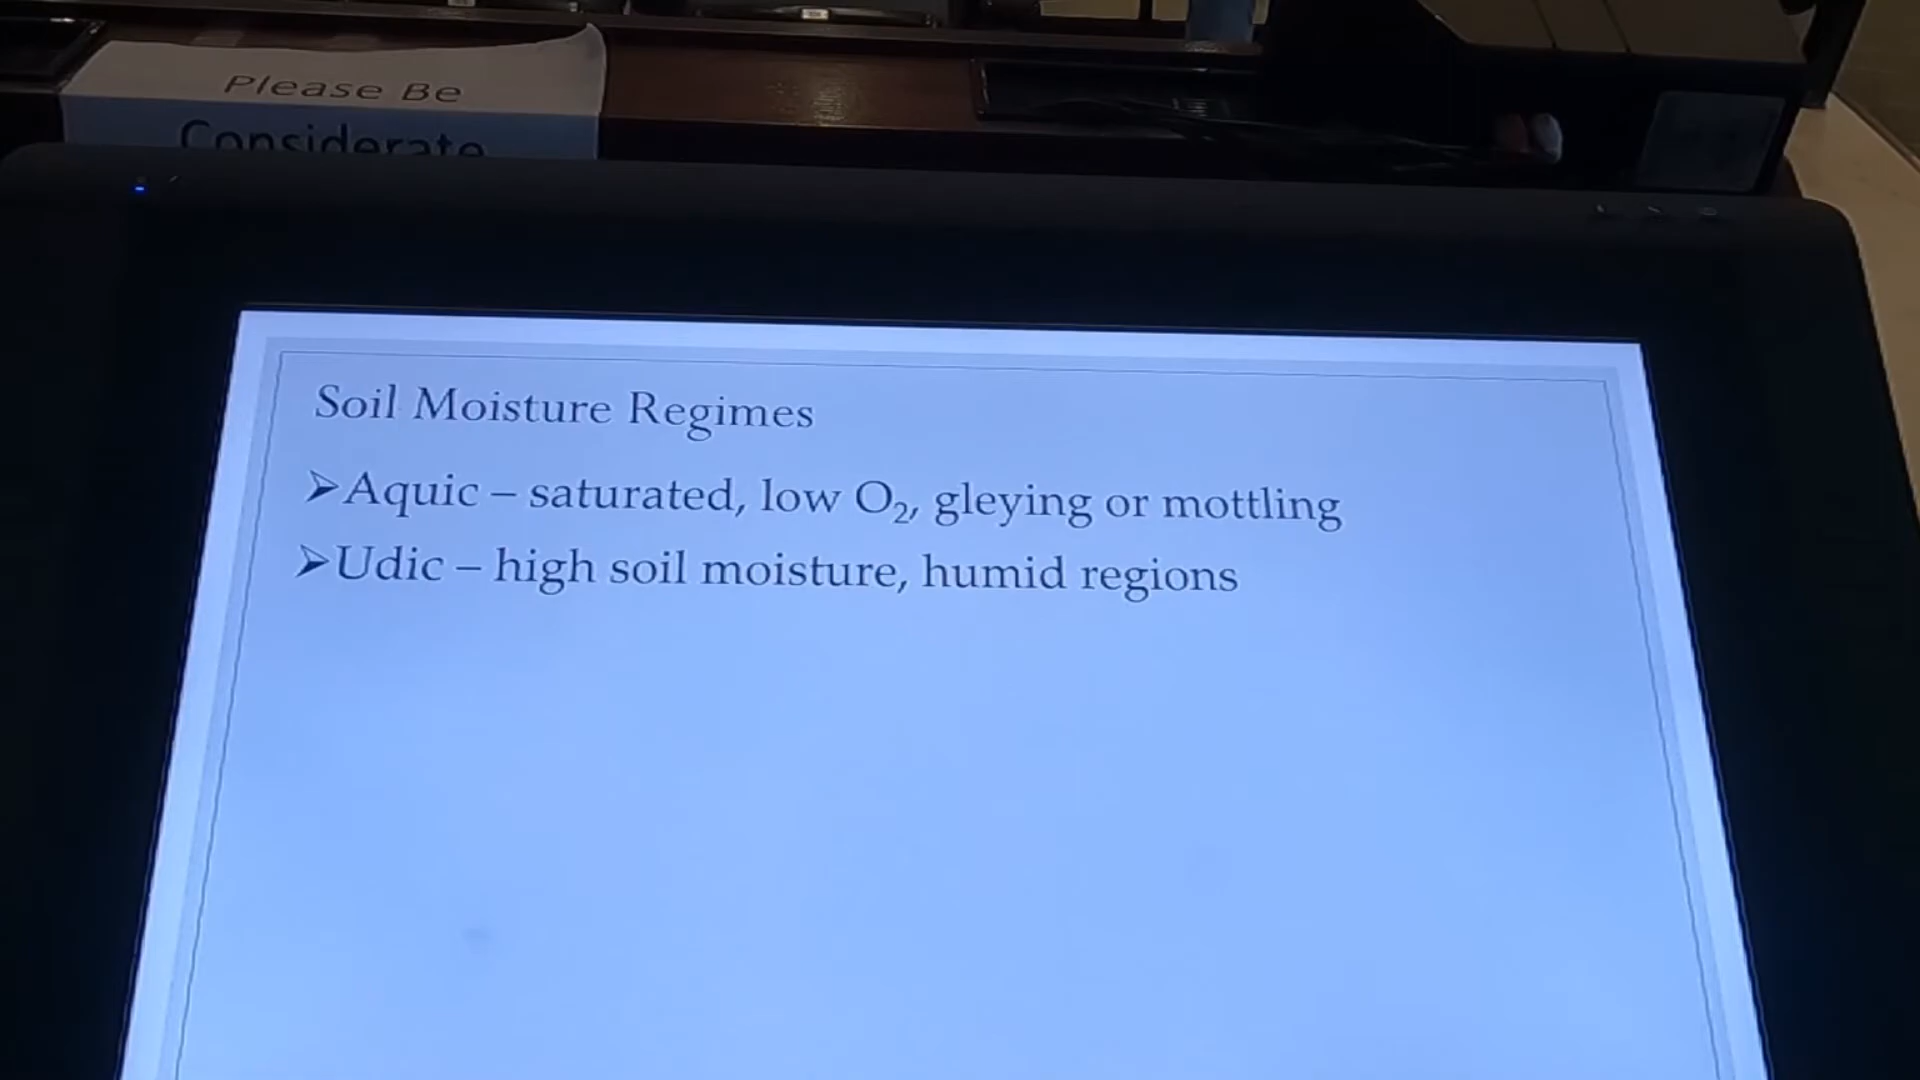 Please Be
Considerate
Soil Moisture Regimes
➢Aquic – saturated, low O₂, gleying or mottling
➢Udic – high soil moisture, humid regions